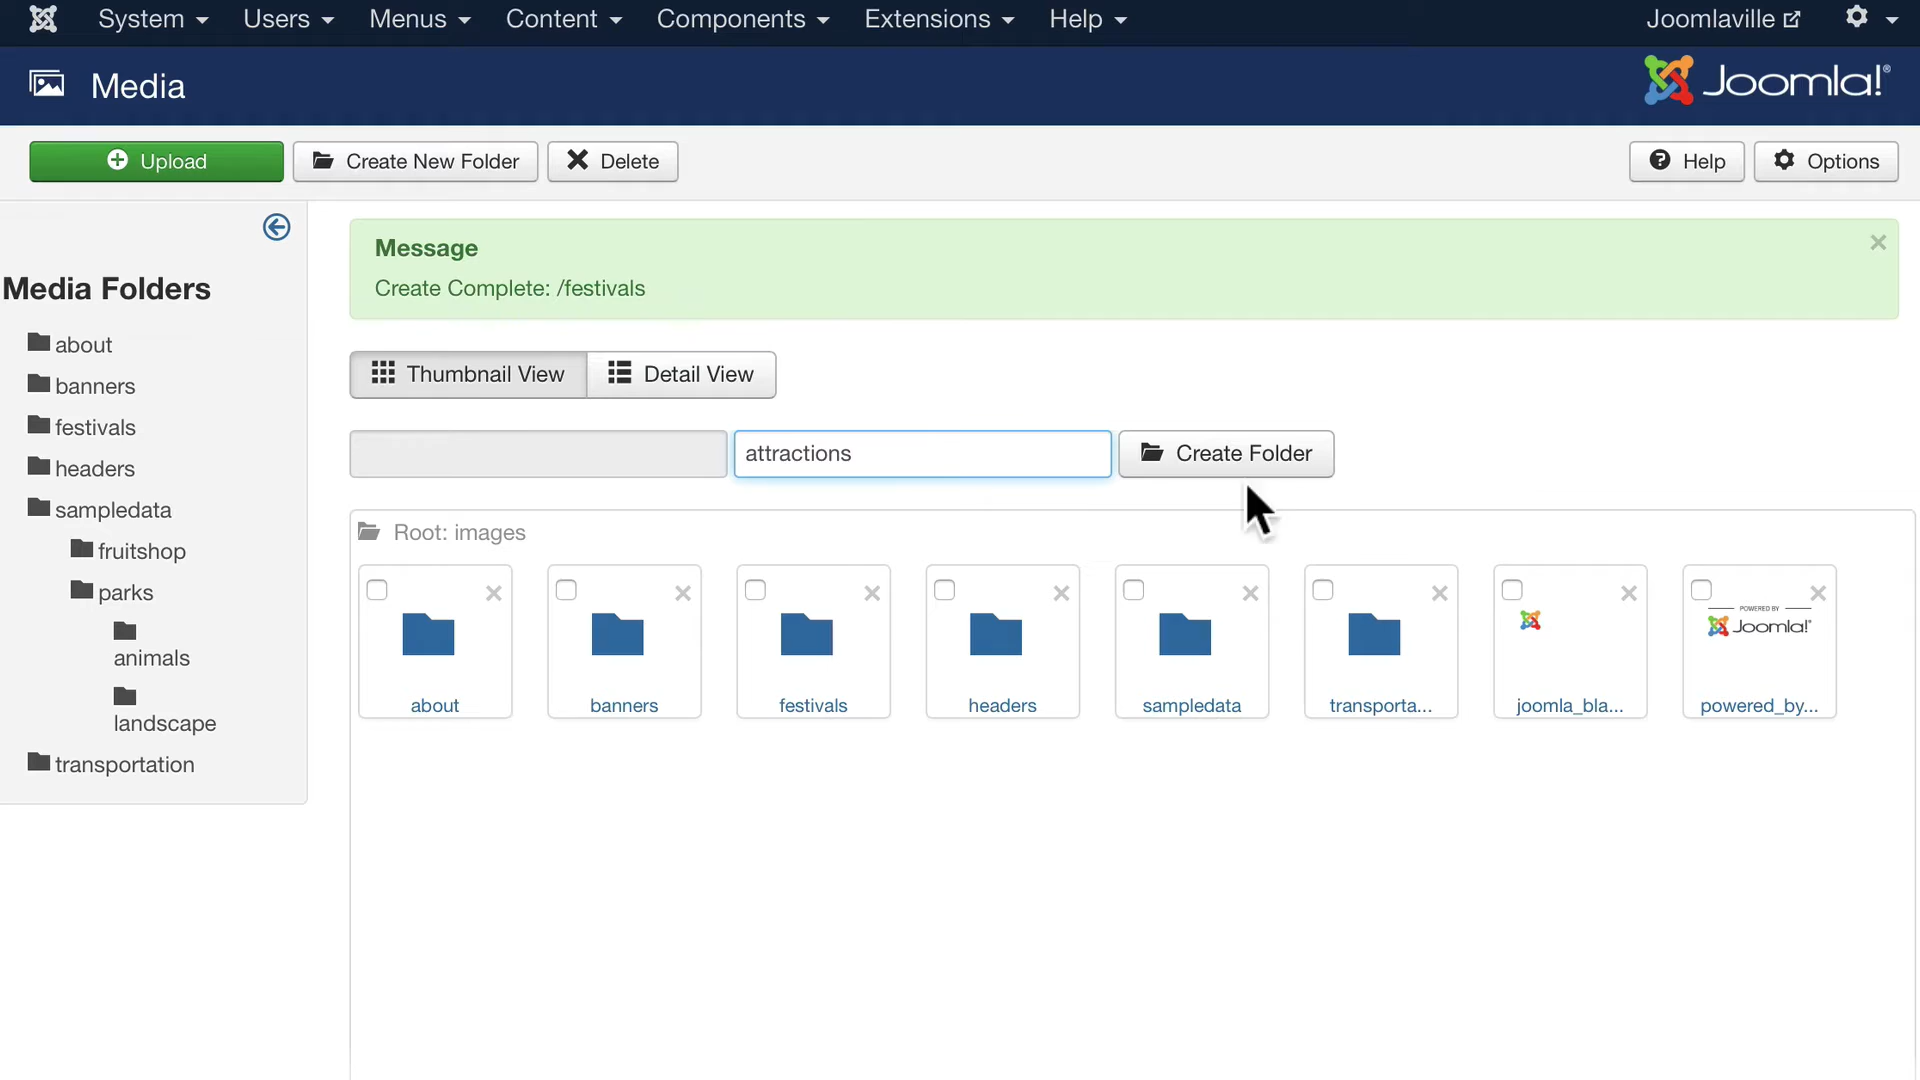 System Users Menus Content Components Extensions Help Joomlaville
Media Joomla!®
Upload Create New Folder Delete Help Options
Message
Create Complete: /festivals
Media Folders
about
banners
festivals
headers
sampledata
fruitshop
parks
animals
landscape
transportation
Thumbnail View Detail View
attractions Create Folder
Root: images
POWERED BY
Joomla!®
about banners festivals headers sampledata transporta... joomla_bla... powered_by...